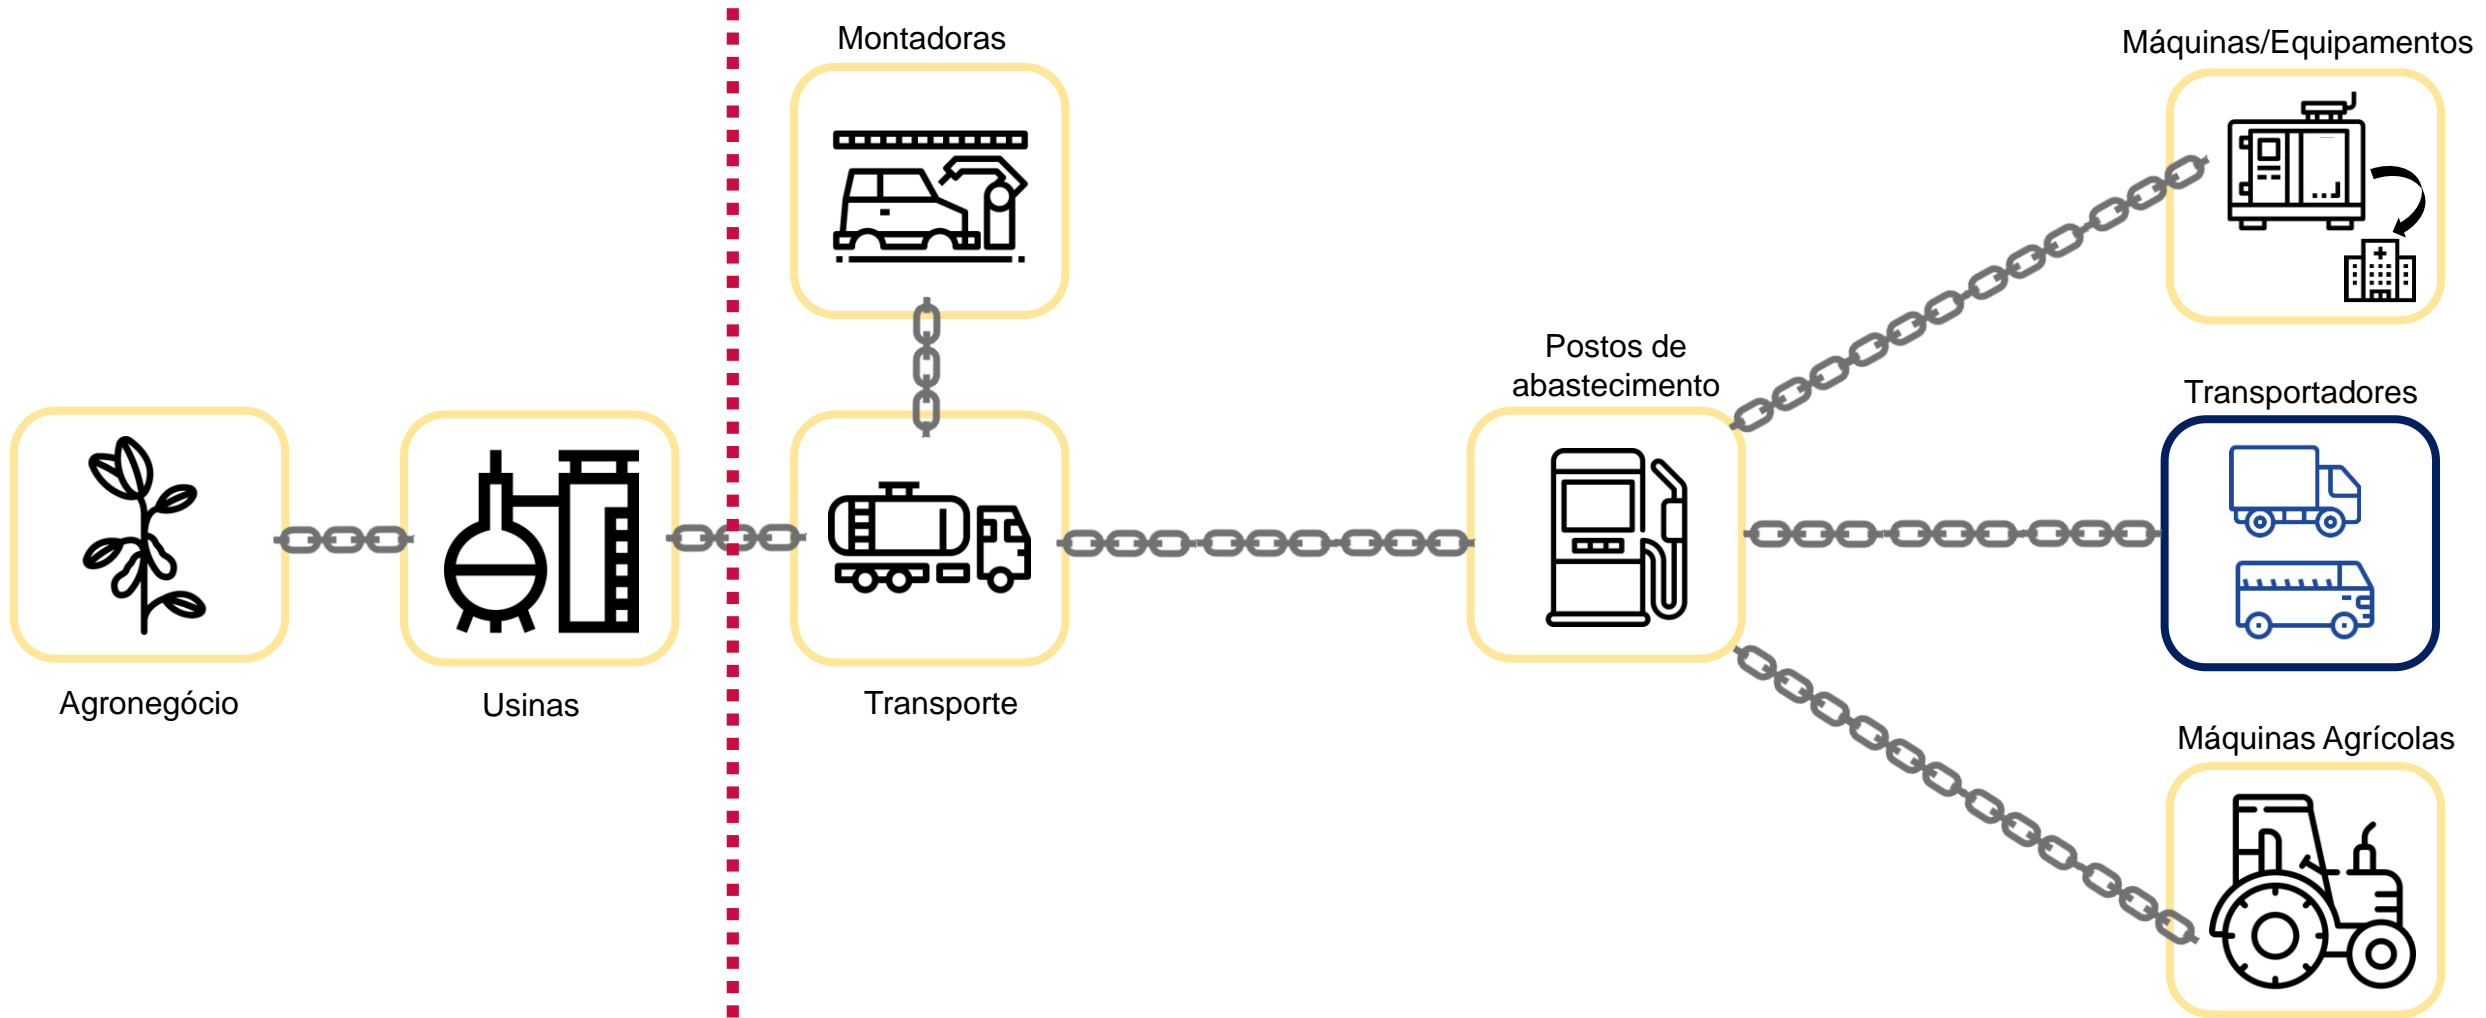 Montadoras
Máquinas/Equipamentos
Postos de
abastecimento
Transportadores
Agronegócio
Usinas
Transporte
Máquinas Agrícolas